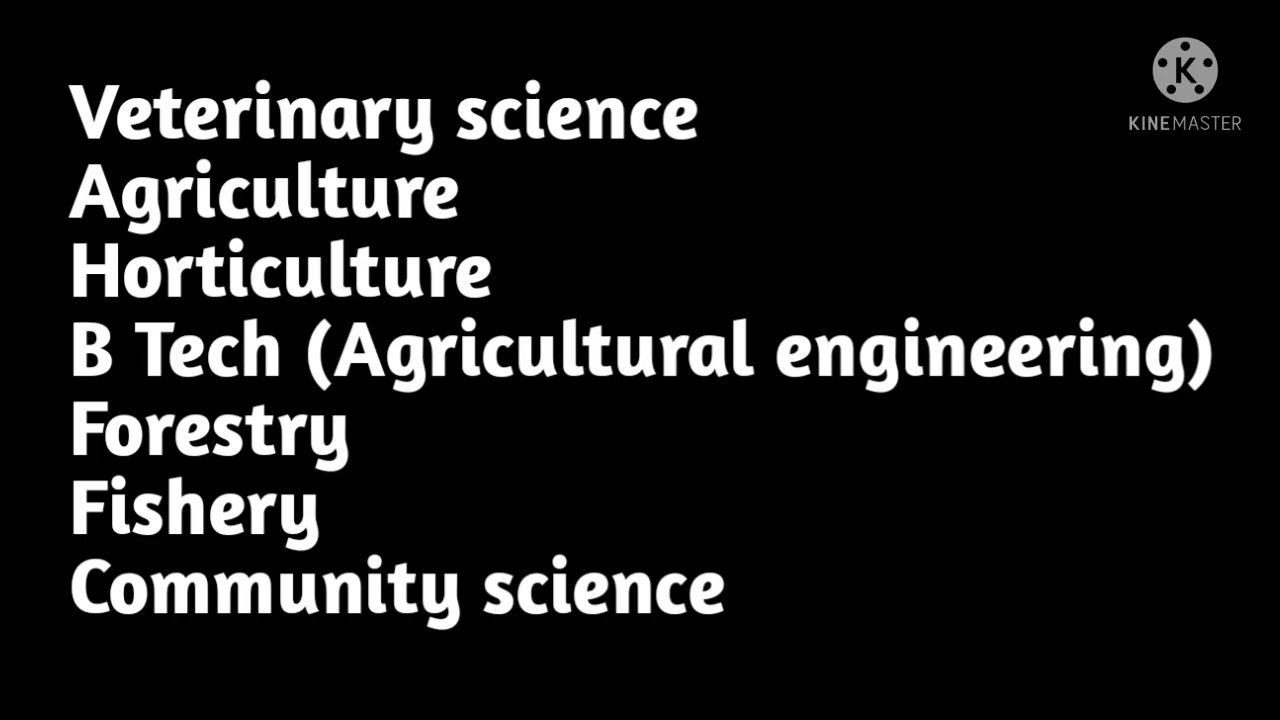 K
KINEMASTER
Veterinary science
Agriculture
Horticulture
B Tech (Agricultural engineering)
Forestry
Fishery
Community science